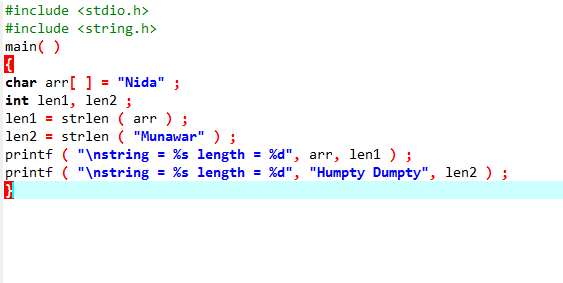 #include <stdio.h>
#include <string.h>
main( )
{
char arr[ ] = "Nida" ;
int len1, len2 ;
len1 = strlen ( arr ) ;
len2 = strlen ( "Munawar" ) ;
printf ( "\nstring = %s length = %d", arr, len1 ) ;
printf ( "\nstring = %s length = %d", "Humpty Dumpty", len2 ) ;
}